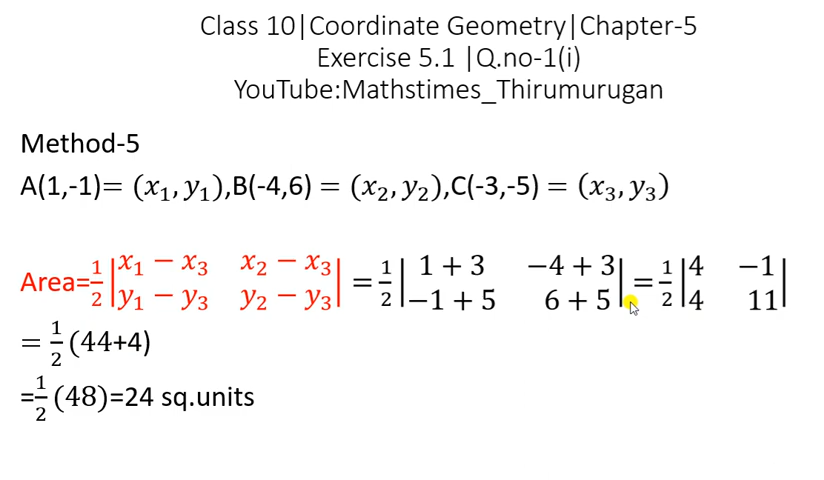 Class 10|Coordinate Geometry|Chapter-5
Exercise 5.1 |Q.no-1(i)
YouTube:Mathstimes_Thirumurugan
Method-5
A(1,-1)= (x₁, y₁),B(-4,6) = (x₂, y₂),C(-3,-5) = (x₃, y₃)
Area=1/2 |x₁ − x₃ x₂ − x₃; y₁ − y₃ y₂ − y₃| = 1/2 |1 + 3 −4 + 3; −1 + 5 6 + 5| = 1/2 |4 −1; 4 11|
= 1/2 (44+4)
=1/2 (48)=24 sq.units